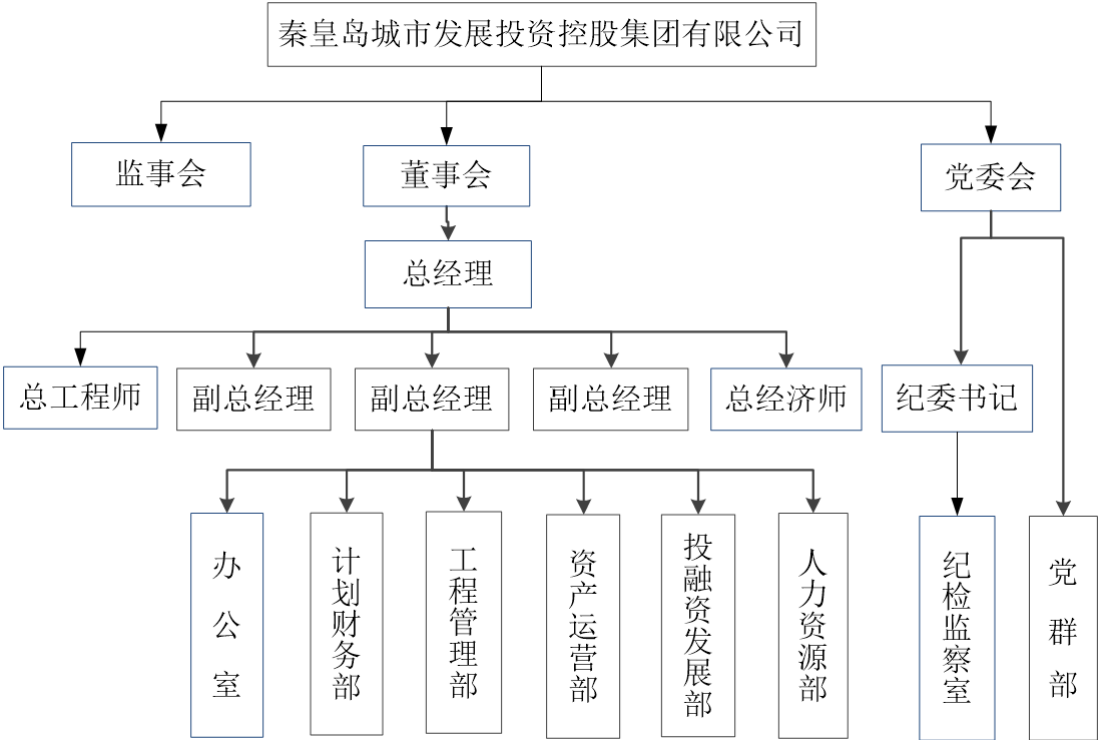 秦皇岛城市发展投资控股集团有限公司
监事会
董事会
党委会
总经理
总工程师
副总经理
副总经理
副总经理
总经济师
纪委书记
办公室
计划财务部
工程管理部
资产运营部
投融资发展部
人力资源部
纪检监察室
党群部